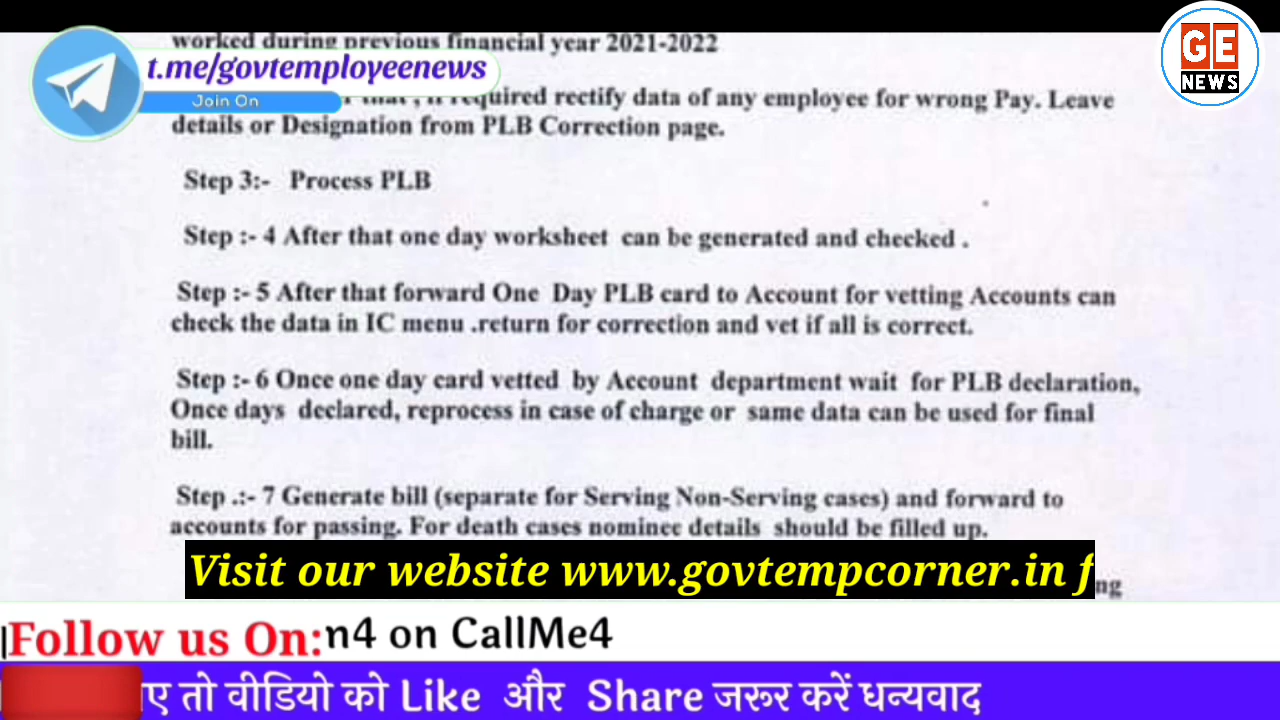 worked during previous financial year 2021-2022
t.me/govtemployeenews
GE
NEWS
Join On
required rectify data of any employee for wrong Pay. Leave
details or Designation from PLB Correction page.
Step 3:- Process PLB
Step :- 4 After that one day worksheet can be generated and checked .
Step :- 5 After that forward One Day PLB card to Account for vetting Accounts can
check the data in IC menu .return for correction and vet if all is correct.
Step :- 6 Once one day card vetted by Account department wait for PLB declaration,
Once days declared, reprocess in case of charge or same data can be used for final
bill.
Step .:- 7 Generate bill (separate for Serving Non-Serving cases) and forward to
accounts for passing. For death cases nominee details should be filled up.
Visit our website www.govtempcorner.in f
ng
Follow us On: n4 on CallMe4
ए तो वीडियो को Like और Share जरूर करें धन्यवाद